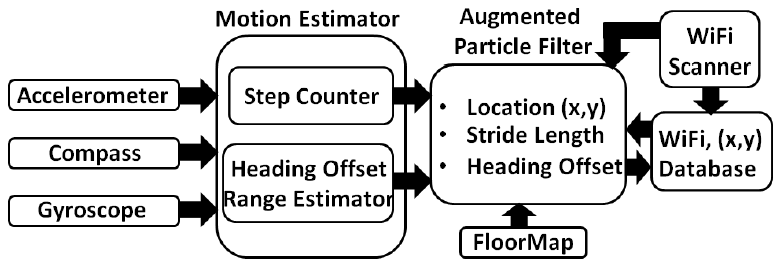 Motion Estimator
Augmented
Particle Filter
WiFi
Scanner
Accelerometer
Step Counter
• Location (x,y)
• Stride Length
• Heading Offset
WiFi, (x,y)
Database
Compass
Heading Offset
Range Estimator
Gyroscope
FloorMap